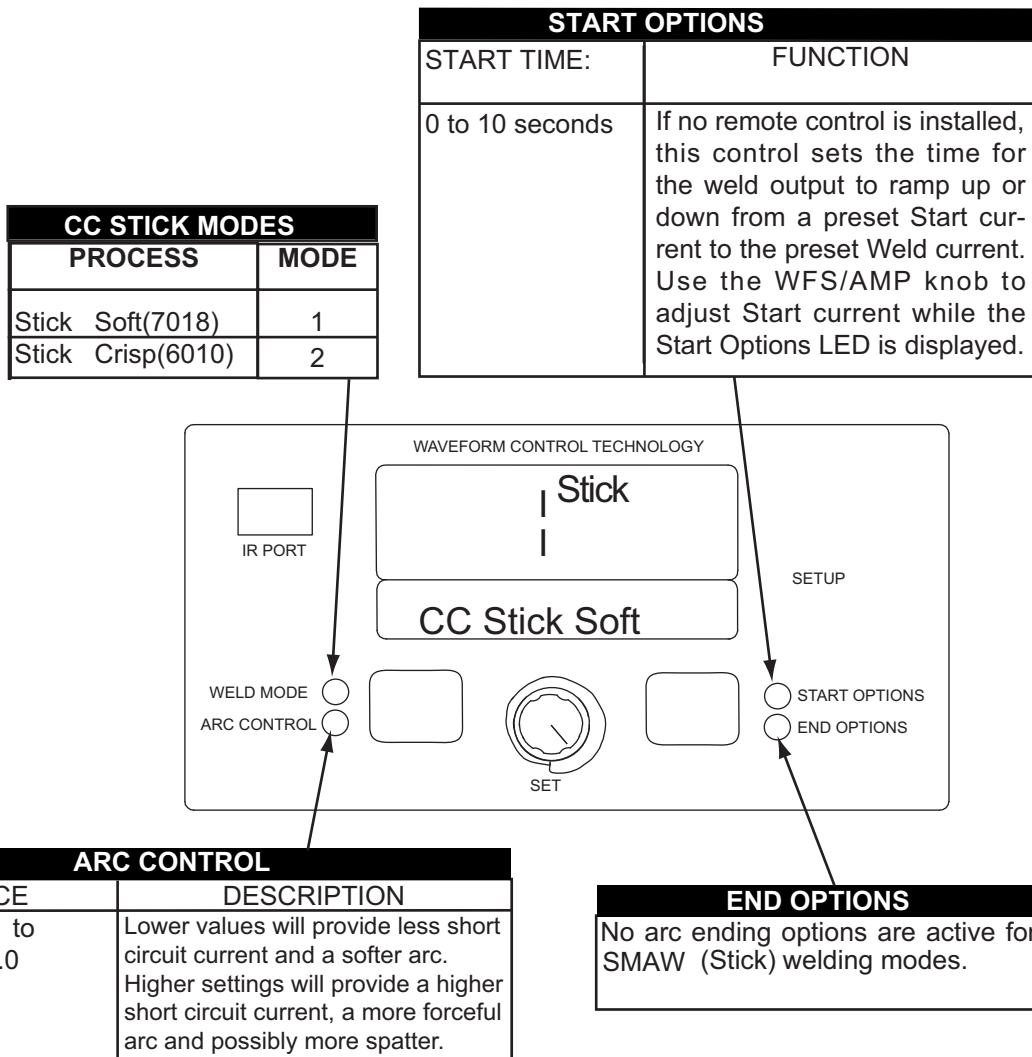 START OPTIONS
START TIME:
FUNCTION
0 to 10 seconds
If no remote control is installed,
this control sets the time for
the weld output to ramp up or
down from a preset Start cur-
rent to the preset Weld current.
Use the WFS/AMP knob to
adjust Start current while the
Start Options LED is displayed.
CC STICK MODES
PROCESS MODE
Stick Soft(7018) 1
Stick Crisp(6010) 2
WAVEFORM CONTROL TECHNOLOGY
Stick
IR PORT
SETUP
CC Stick Soft
WELD MODE
ARC CONTROL
START OPTIONS
END OPTIONS
SET
ARC CONTROL
DESCRIPTION
to
Lower values will provide less short
circuit current and a softer arc.
Higher settings will provide a higher
short circuit current, a more forceful
arc and possibly more spatter.
END OPTIONS
No arc ending options are active for
SMAW (Stick) welding modes.